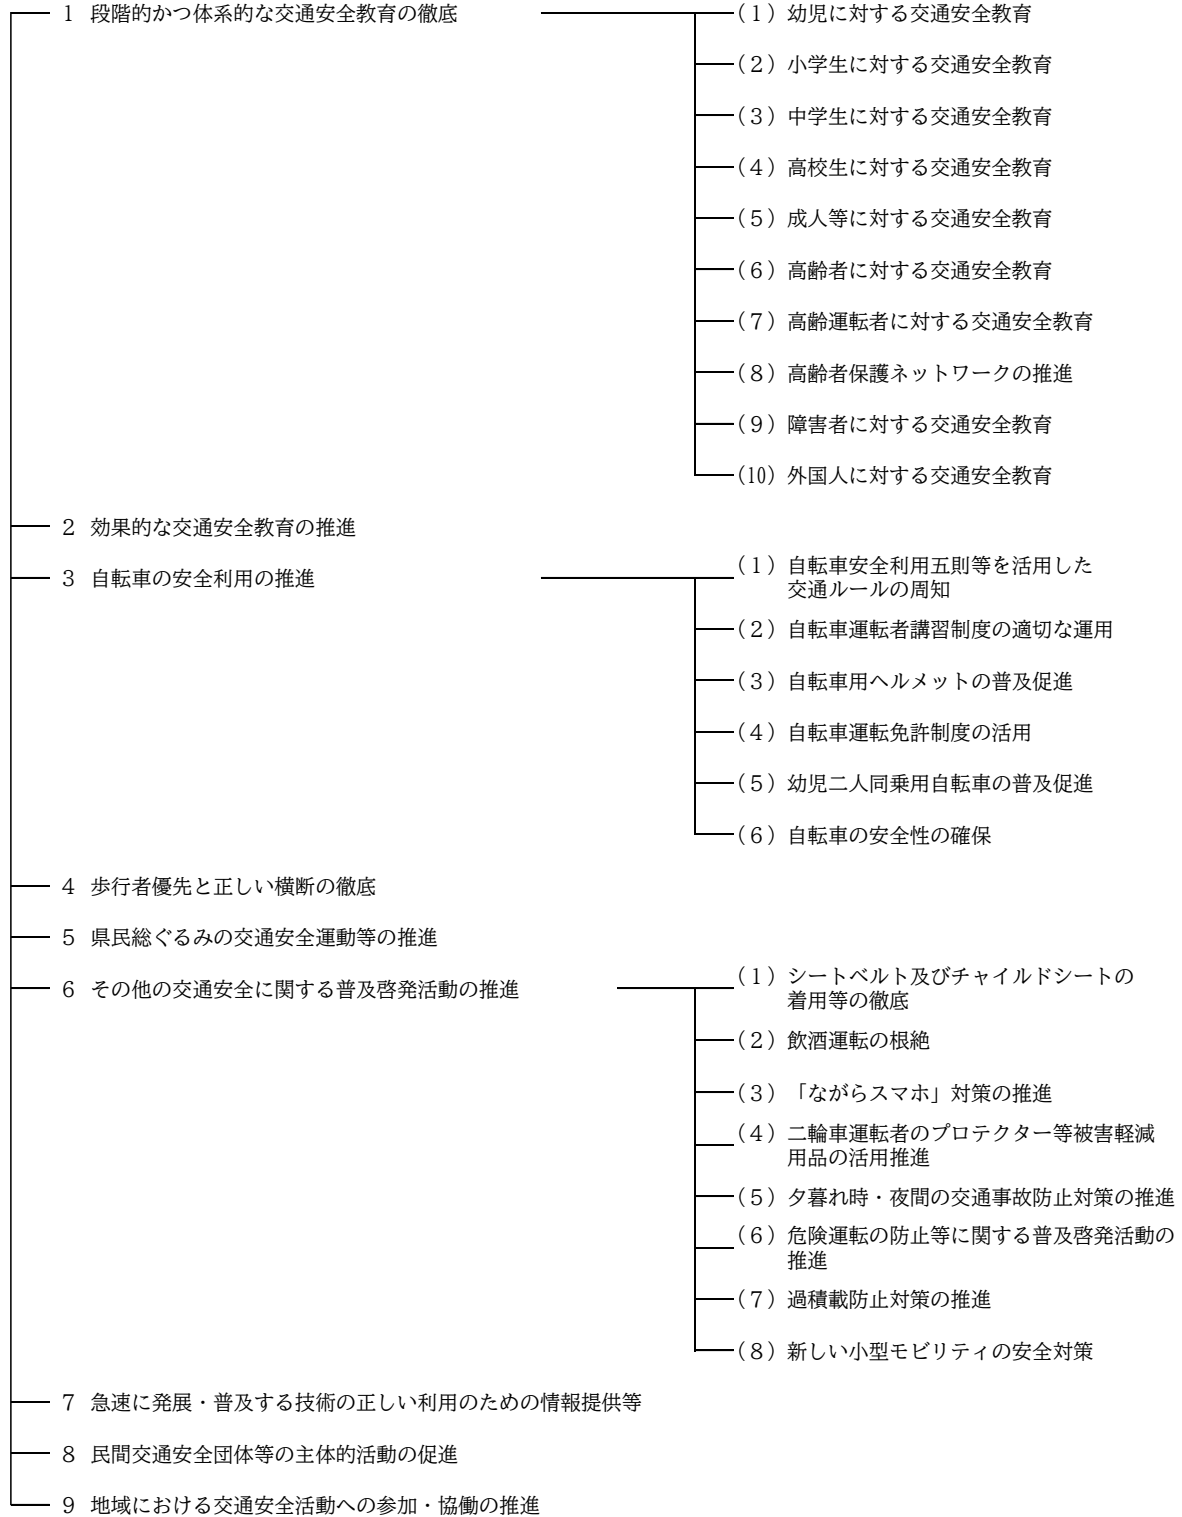 1 段階的かつ体系的な交通安全教育の徹底
(1)幼児に対する交通安全教育
(2)小学生に対する交通安全教育
(3)中学生に対する交通安全教育
(4)高校生に対する交通安全教育
(5)成人等に対する交通安全教育
(6)高齢者に対する交通安全教育
(7)高齢運転者に対する交通安全教育
(8)高齢者保護ネットワークの推進
(9)障害者に対する交通安全教育
(10)外国人に対する交通安全教育
2 効果的な交通安全教育の推進
3 自転車の安全利用の推進
(1)自転車安全利用五則等を活用した
交通ルールの周知
(2)自転車運転者講習制度の適切な運用
(3)自転車用ヘルメットの普及促進
(4)自転車運転免許制度の活用
(5)幼児二人同乗用自転車の普及促進
(6)自転車の安全性の確保
4 歩行者優先と正しい横断の徹底
5 県民総ぐるみの交通安全運動等の推進
6 その他の交通安全に関する普及啓発活動の推進
(1)シートベルト及びチャイルドシートの
着用等の徹底
(2)飲酒運転の根絶
(3)「ながらスマホ」対策の推進
(4)二輪車運転者のプロテクター等被害軽減
用品の活用推進
(5)夕暮れ時・夜間の交通事故防止対策の推進
(6)危険運転の防止等に関する普及啓発活動の
推進
(7)過積載防止対策の推進
(8)新しい小型モビリティの安全対策
7 急速に発展・普及する技術の正しい利用のための情報提供等
8 民間交通安全団体等の主体的活動の促進
9 地域における交通安全活動への参加・協働の推進